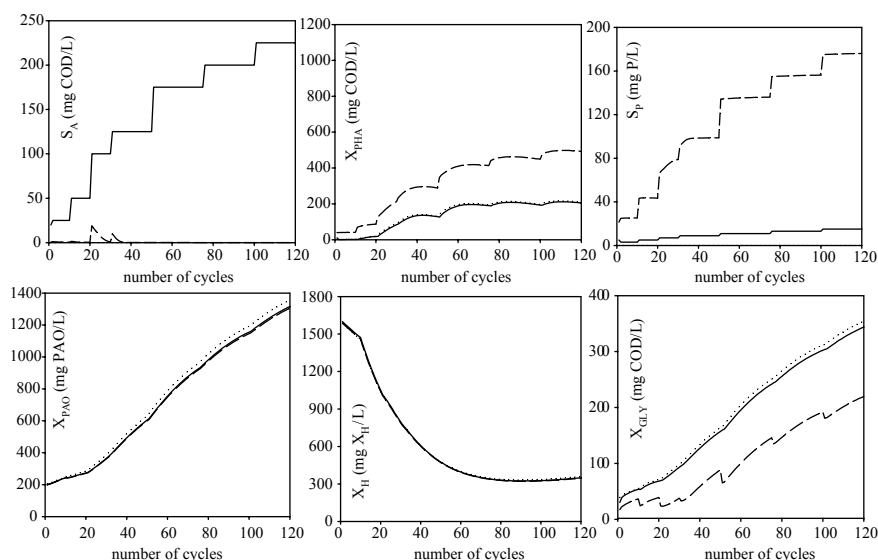 250
200
150
100
50
0
S_A (mg COD/L)
0 20 40 60 80 100 120
number of cycles
1200
1000
800
600
400
200
0
X_PHA (mg COD/L)
0 20 40 60 80 100 120
number of cycles
200
160
120
80
40
0
S_P (mg P/L)
0 20 40 60 80 100 120
number of cycles
1400
1200
1000
800
600
400
200
0
X_PAO (mg PAO/L)
0 20 40 60 80 100 120
number of cycles
1800
1500
1200
900
600
300
0
X_H (mg X_H/L)
0 20 40 60 80 100 120
number of cycles
400
300
200
100
0
X_GLY (mg COD/L)
0 20 40 60 80 100 120
number of cycles